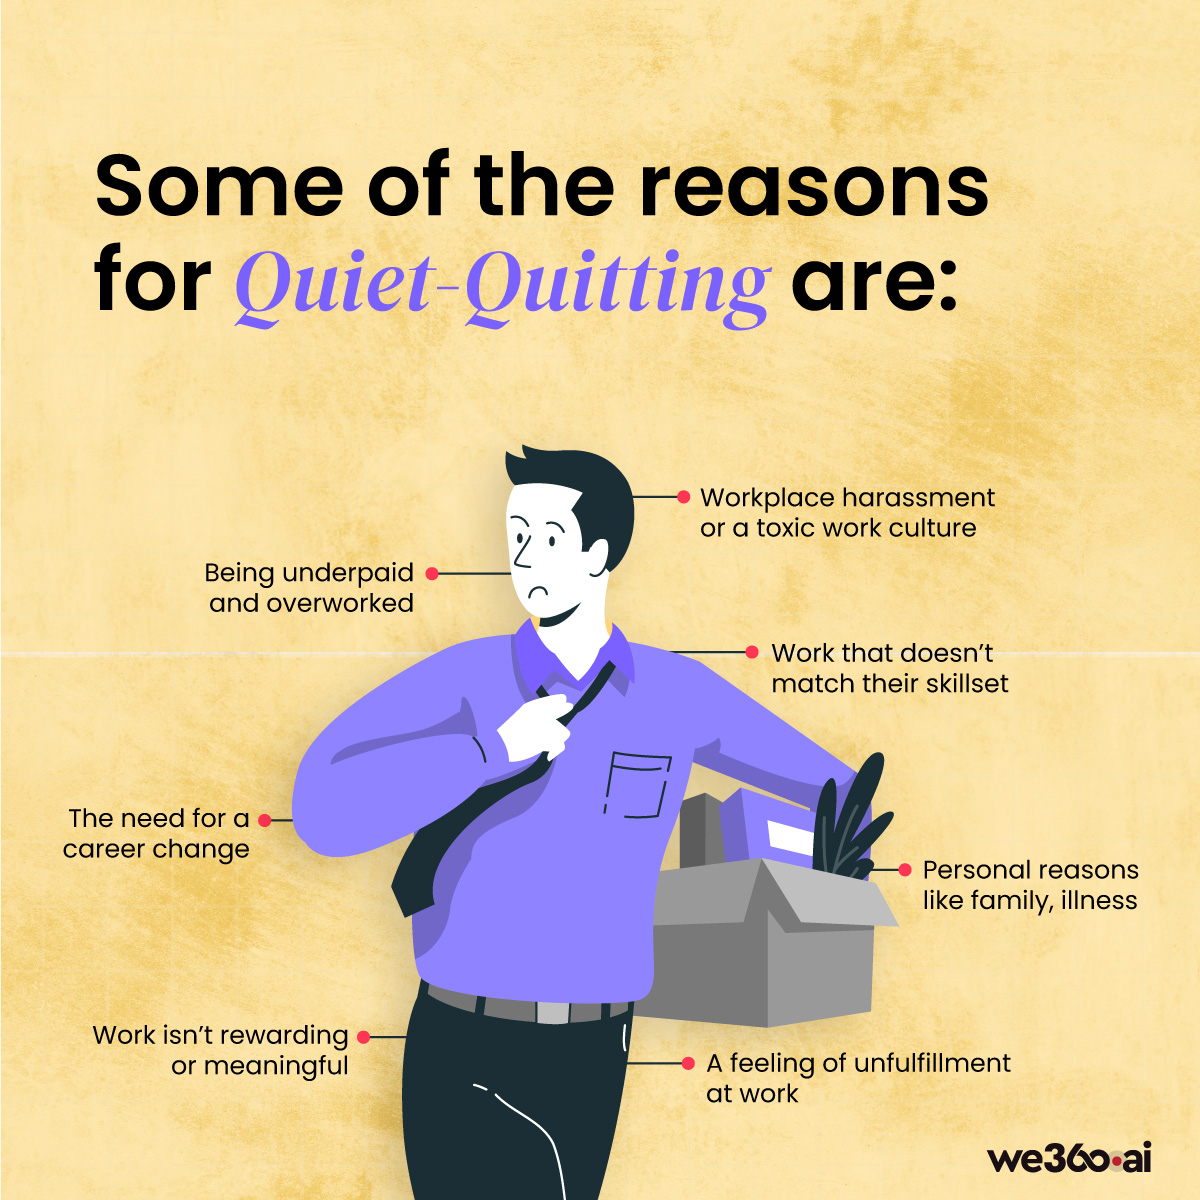 Some of the reasons
for Quiet-Quitting are:
Workplace harassment
or a toxic work culture
Being underpaid
and overworked
Work that doesn't
match their skillset
The need for a
career change
Personal reasons
like family, illness
Work isn't rewarding
or meaningful
A feeling of unfulfillment
at work
we360.ai